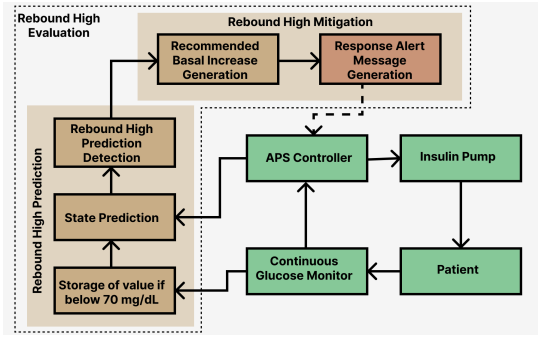 Rebound High
Evaluation
Rebound High Mitigation
Recommended
Basal Increase
Generation
Response Alert
Message
Generation
Rebound High Prediction
Rebound High
Prediction
Detection
State Prediction
Storage of value if
below 70 mg/dL
APS Controller
Insulin Pump
Continuous
Glucose Monitor
Patient